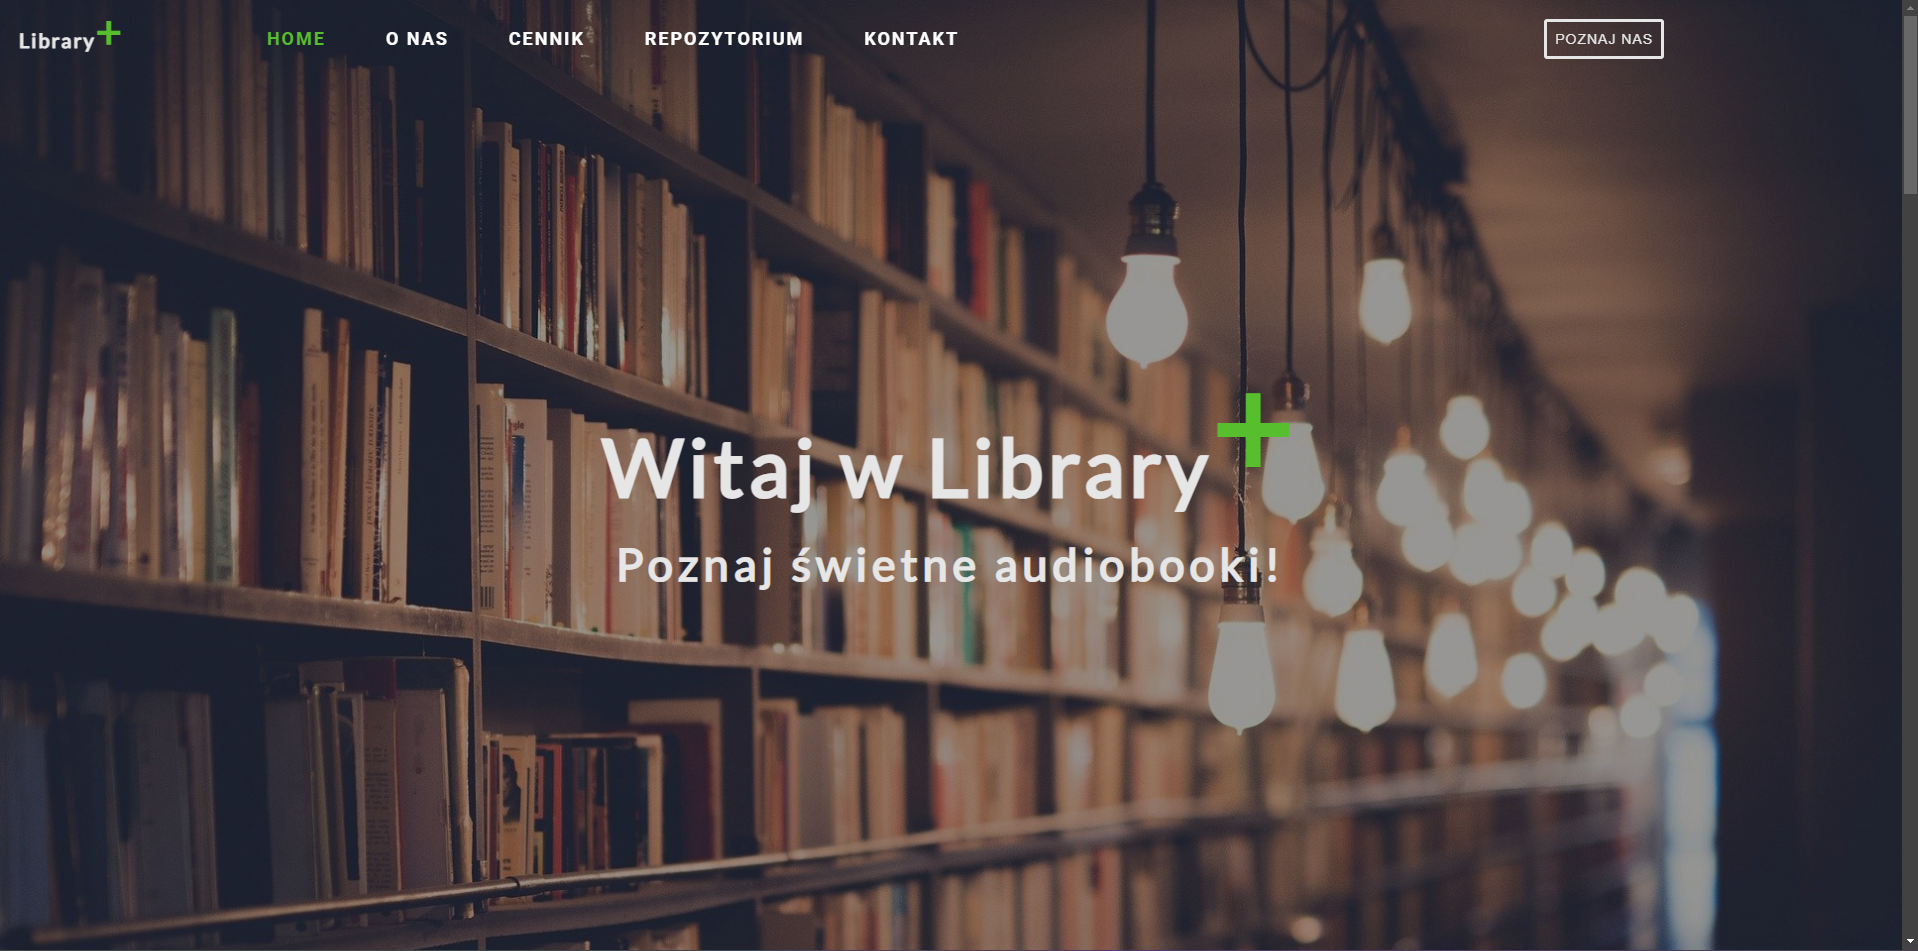 Library+
HOME
O NAS
CENNIK
REPOZYTORIUM
KONTAKT
POZNAJ NAS
Witaj w Library+
Poznaj świetne audiobooki!